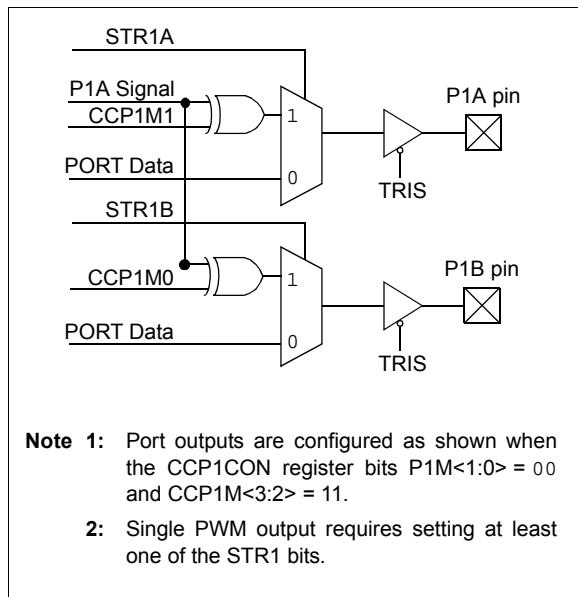 STR1A
P1A Signal
CCP1M1
1
P1A pin
PORT Data
0
TRIS
STR1B
CCP1M0
1
P1B pin
PORT Data
0
TRIS
Note 1: Port outputs are configured as shown when
the CCP1CON register bits P1M<1:0> = 00
and CCP1M<3:2> = 11.
2: Single PWM output requires setting at least
one of the STR1 bits.